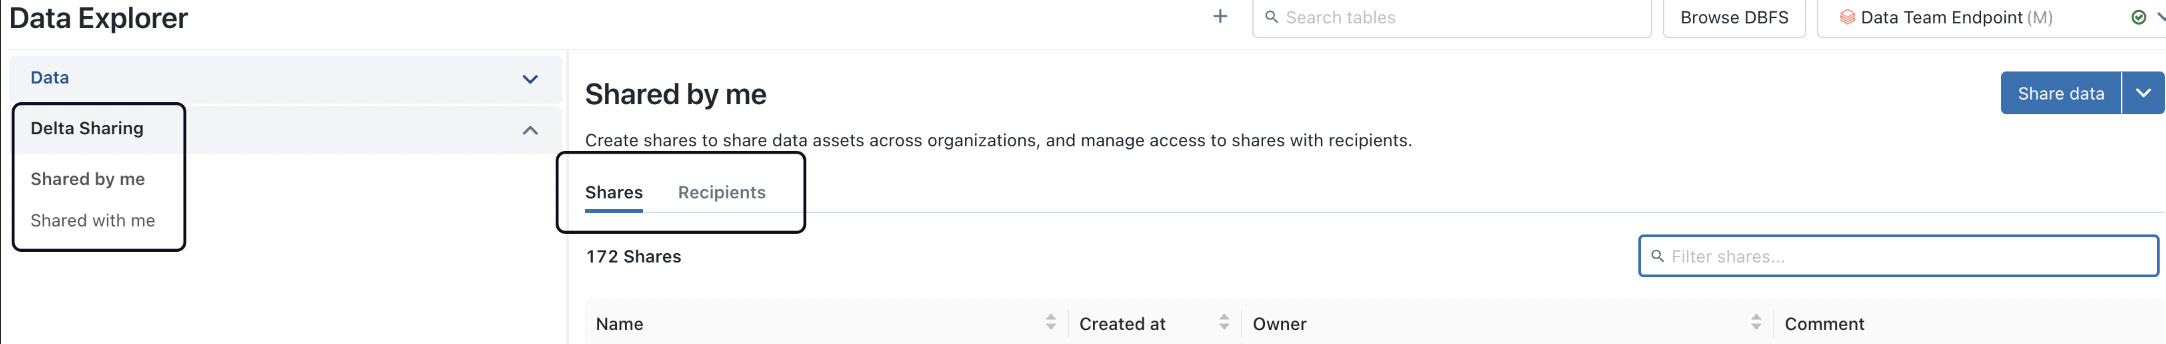 Data Explorer
+
Search tables
Browse DBFS
Data Team Endpoint (M)
Data
Delta Sharing
Shared by me
Shared with me
Shared by me
Share data
Create shares to share data assets across organizations, and manage access to shares with recipients.
Shares Recipients
172 Shares
Filter shares...
Name Created at Owner Comment